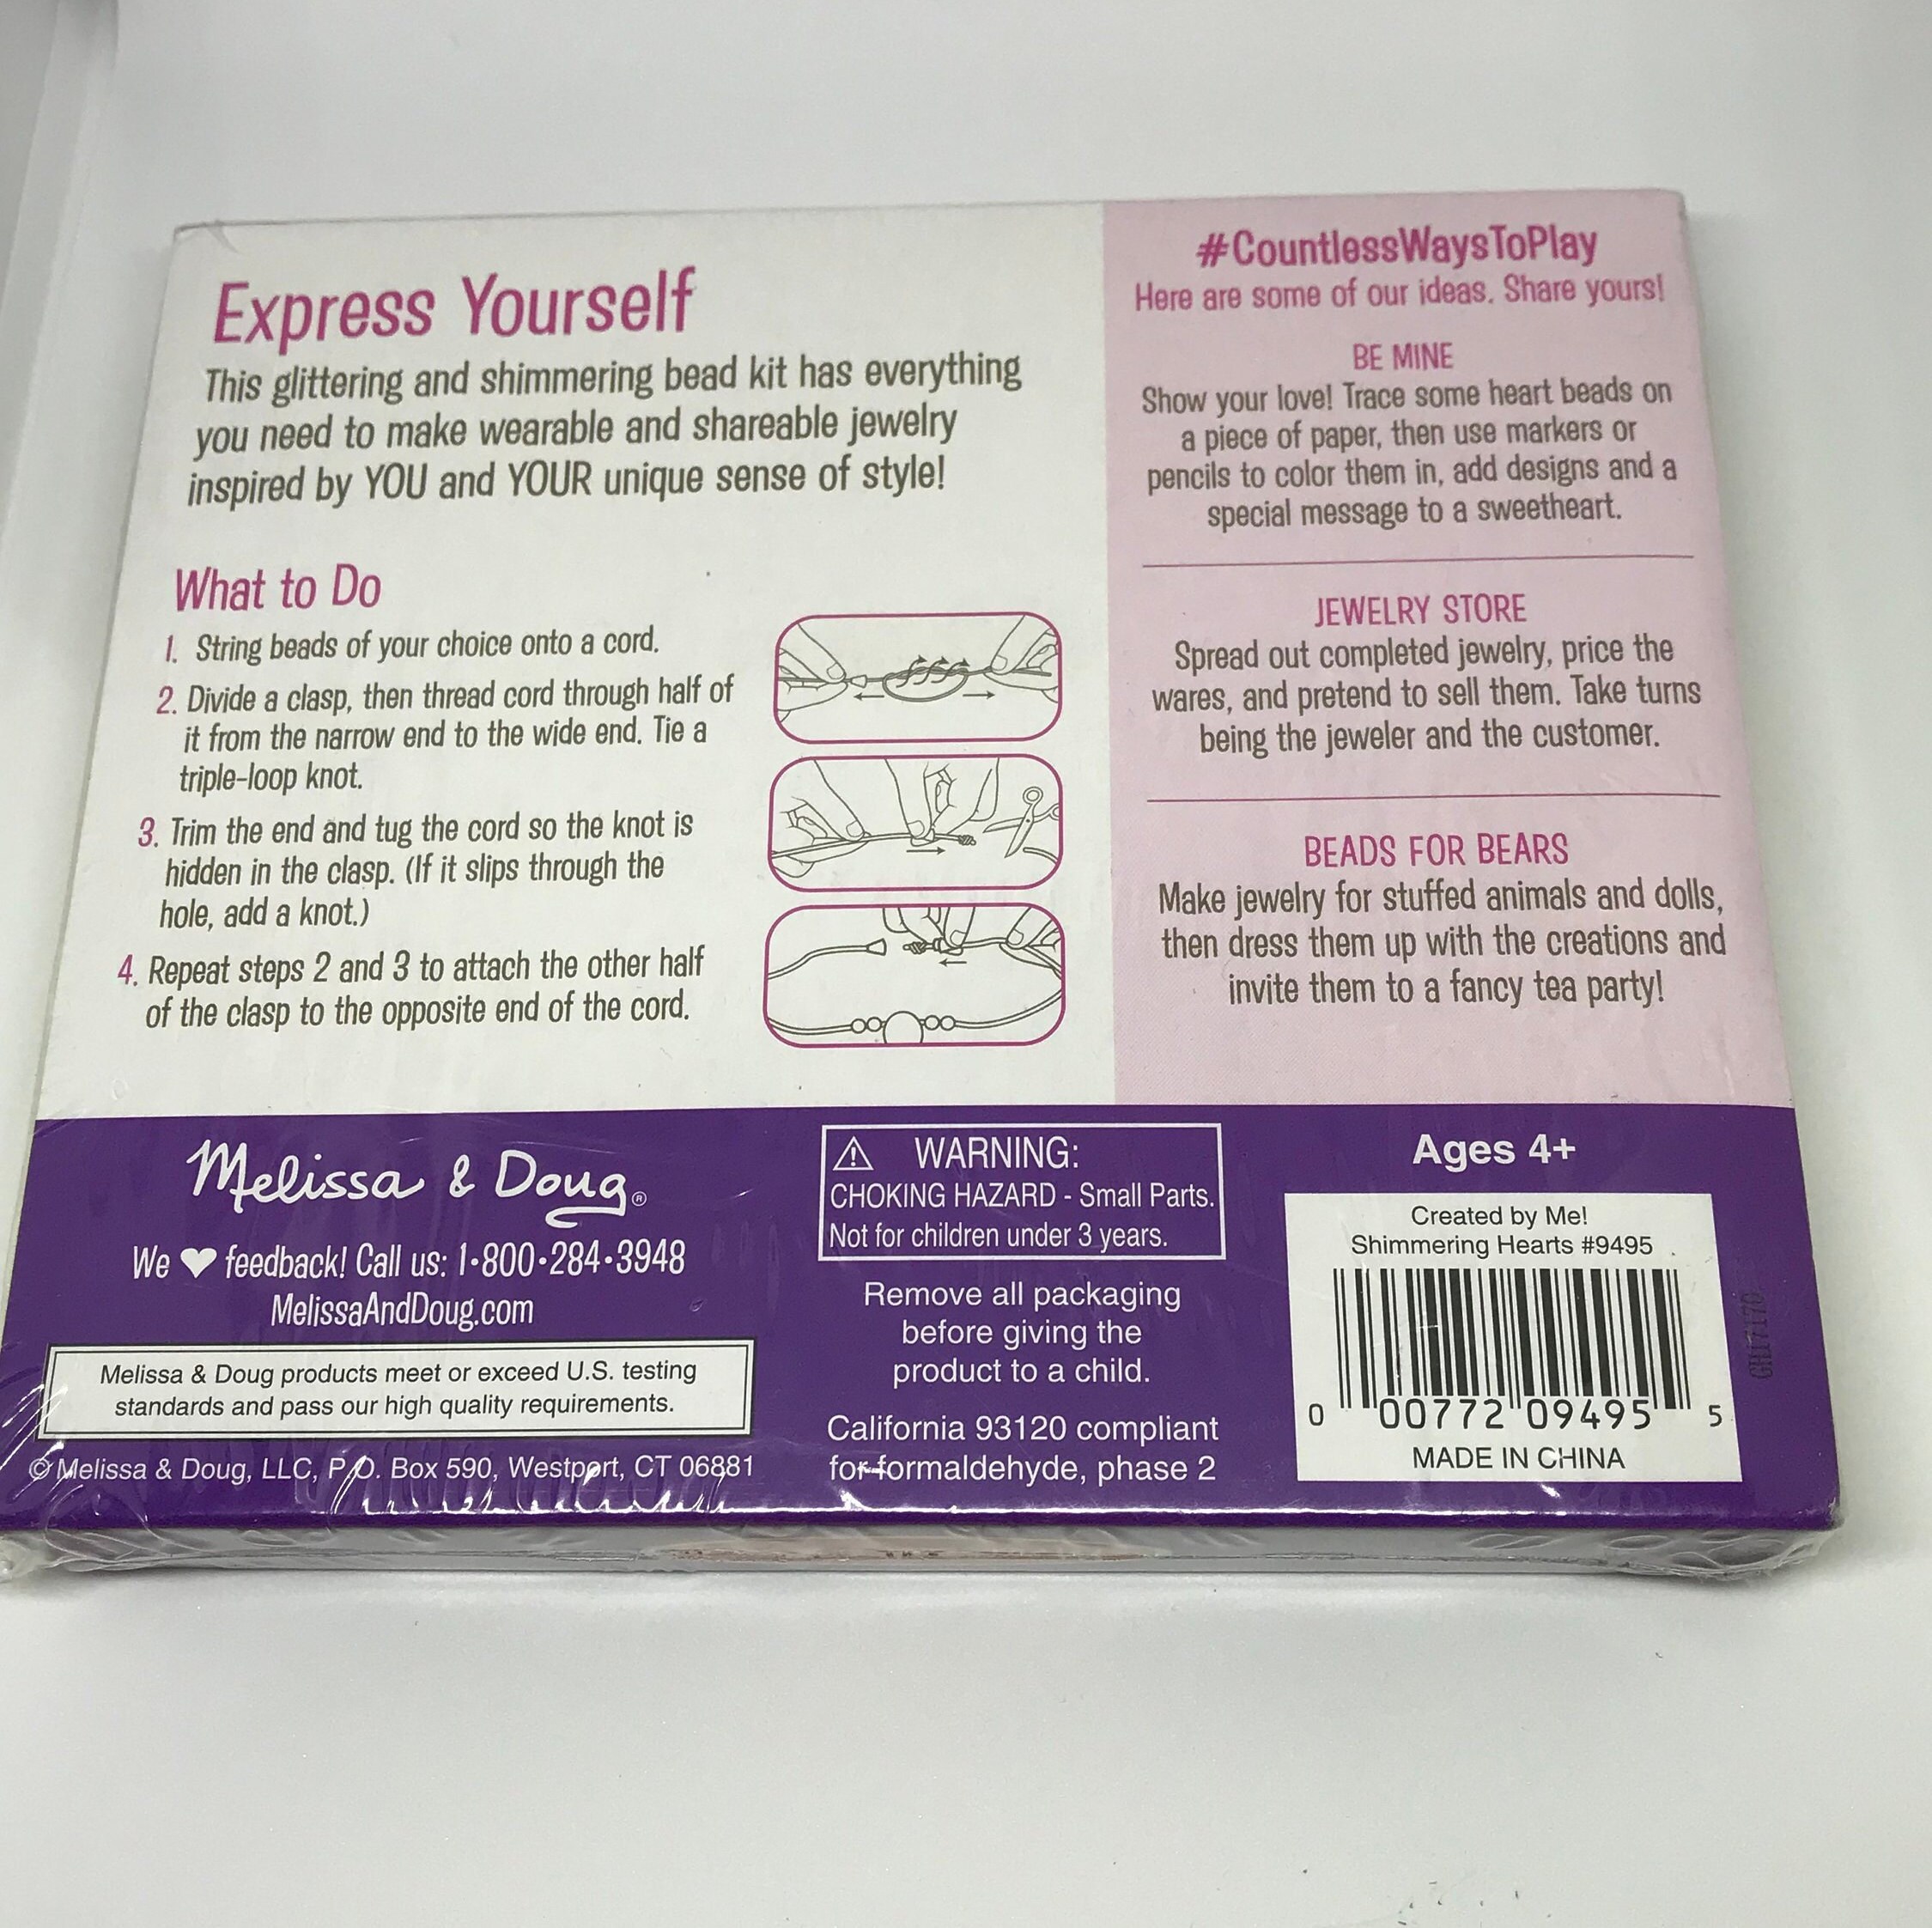 Express Yourself
This glittering and shimmering bead kit has everything
you need to make wearable and shareable jewelry
inspired by YOU and YOUR unique sense of style!
What to Do
1. String beads of your choice onto a cord.
2. Divide a clasp, then thread cord through half of
it from the narrow end to the wide end. Tie a
triple-loop knot.
3. Trim the end and tug the cord so the knot is
hidden in the clasp. (If it slips through the
hole, add a knot.)
4. Repeat steps 2 and 3 to attach the other half
of the clasp to the opposite end of the cord.
#CountlessWaysToPlay
Here are some of our ideas. Share yours!
BE MINE
Show your love! Trace some heart beads on
a piece of paper, then use markers or
pencils to color them in, add designs and a
special message to a sweetheart.
JEWELRY STORE
Spread out completed jewelry, price the
wares, and pretend to sell them. Take turns
being the jeweler and the customer.
BEADS FOR BEARS
Make jewelry for stuffed animals and dolls,
then dress them up with the creations and
invite them to a fancy tea party!
Melissa & Doug®
We ♥ feedback! Call us: 1•800•284•3948
MelissaAndDoug.com
Melissa & Doug products meet or exceed U.S. testing
standards and pass our high quality requirements.
© Melissa & Doug, LLC, P.O. Box 590, Westport, CT 06881
⚠ WARNING:
CHOKING HAZARD - Small Parts.
Not for children under 3 years.
Remove all packaging
before giving the
product to a child.
California 93120 compliant
for formaldehyde, phase 2
Ages 4+
Created by Me!
Shimmering Hearts #9495
0 00772 09495 5
MADE IN CHINA